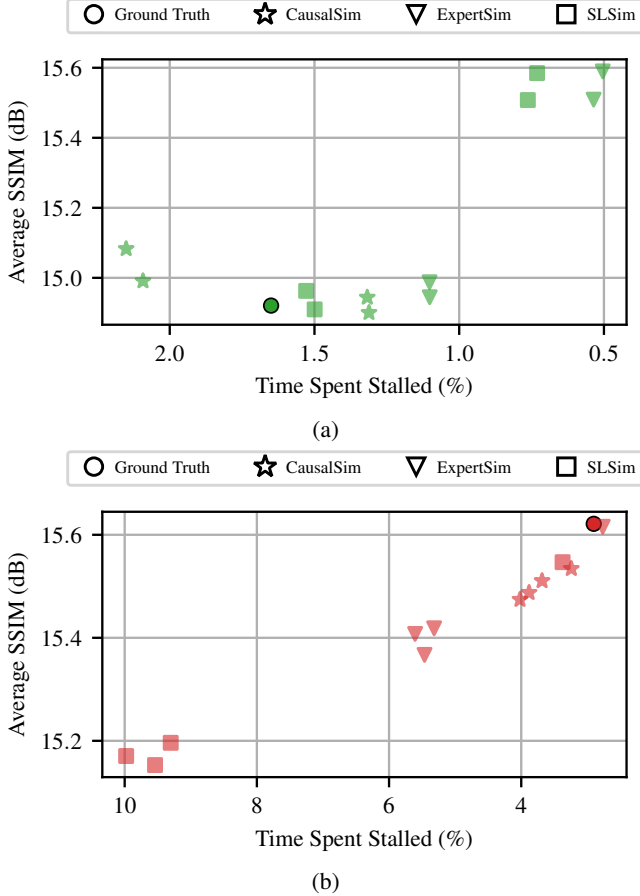 Ground Truth CausalSim ExpertSim SLSim
15.6
15.4
15.2
15.0
Average SSIM (dB)
2.0 1.5 1.0 0.5
Time Spent Stalled (%)
(a)
Ground Truth CausalSim ExpertSim SLSim
15.6
15.4
15.2
Average SSIM (dB)
10 8 6 4
Time Spent Stalled (%)
(b)